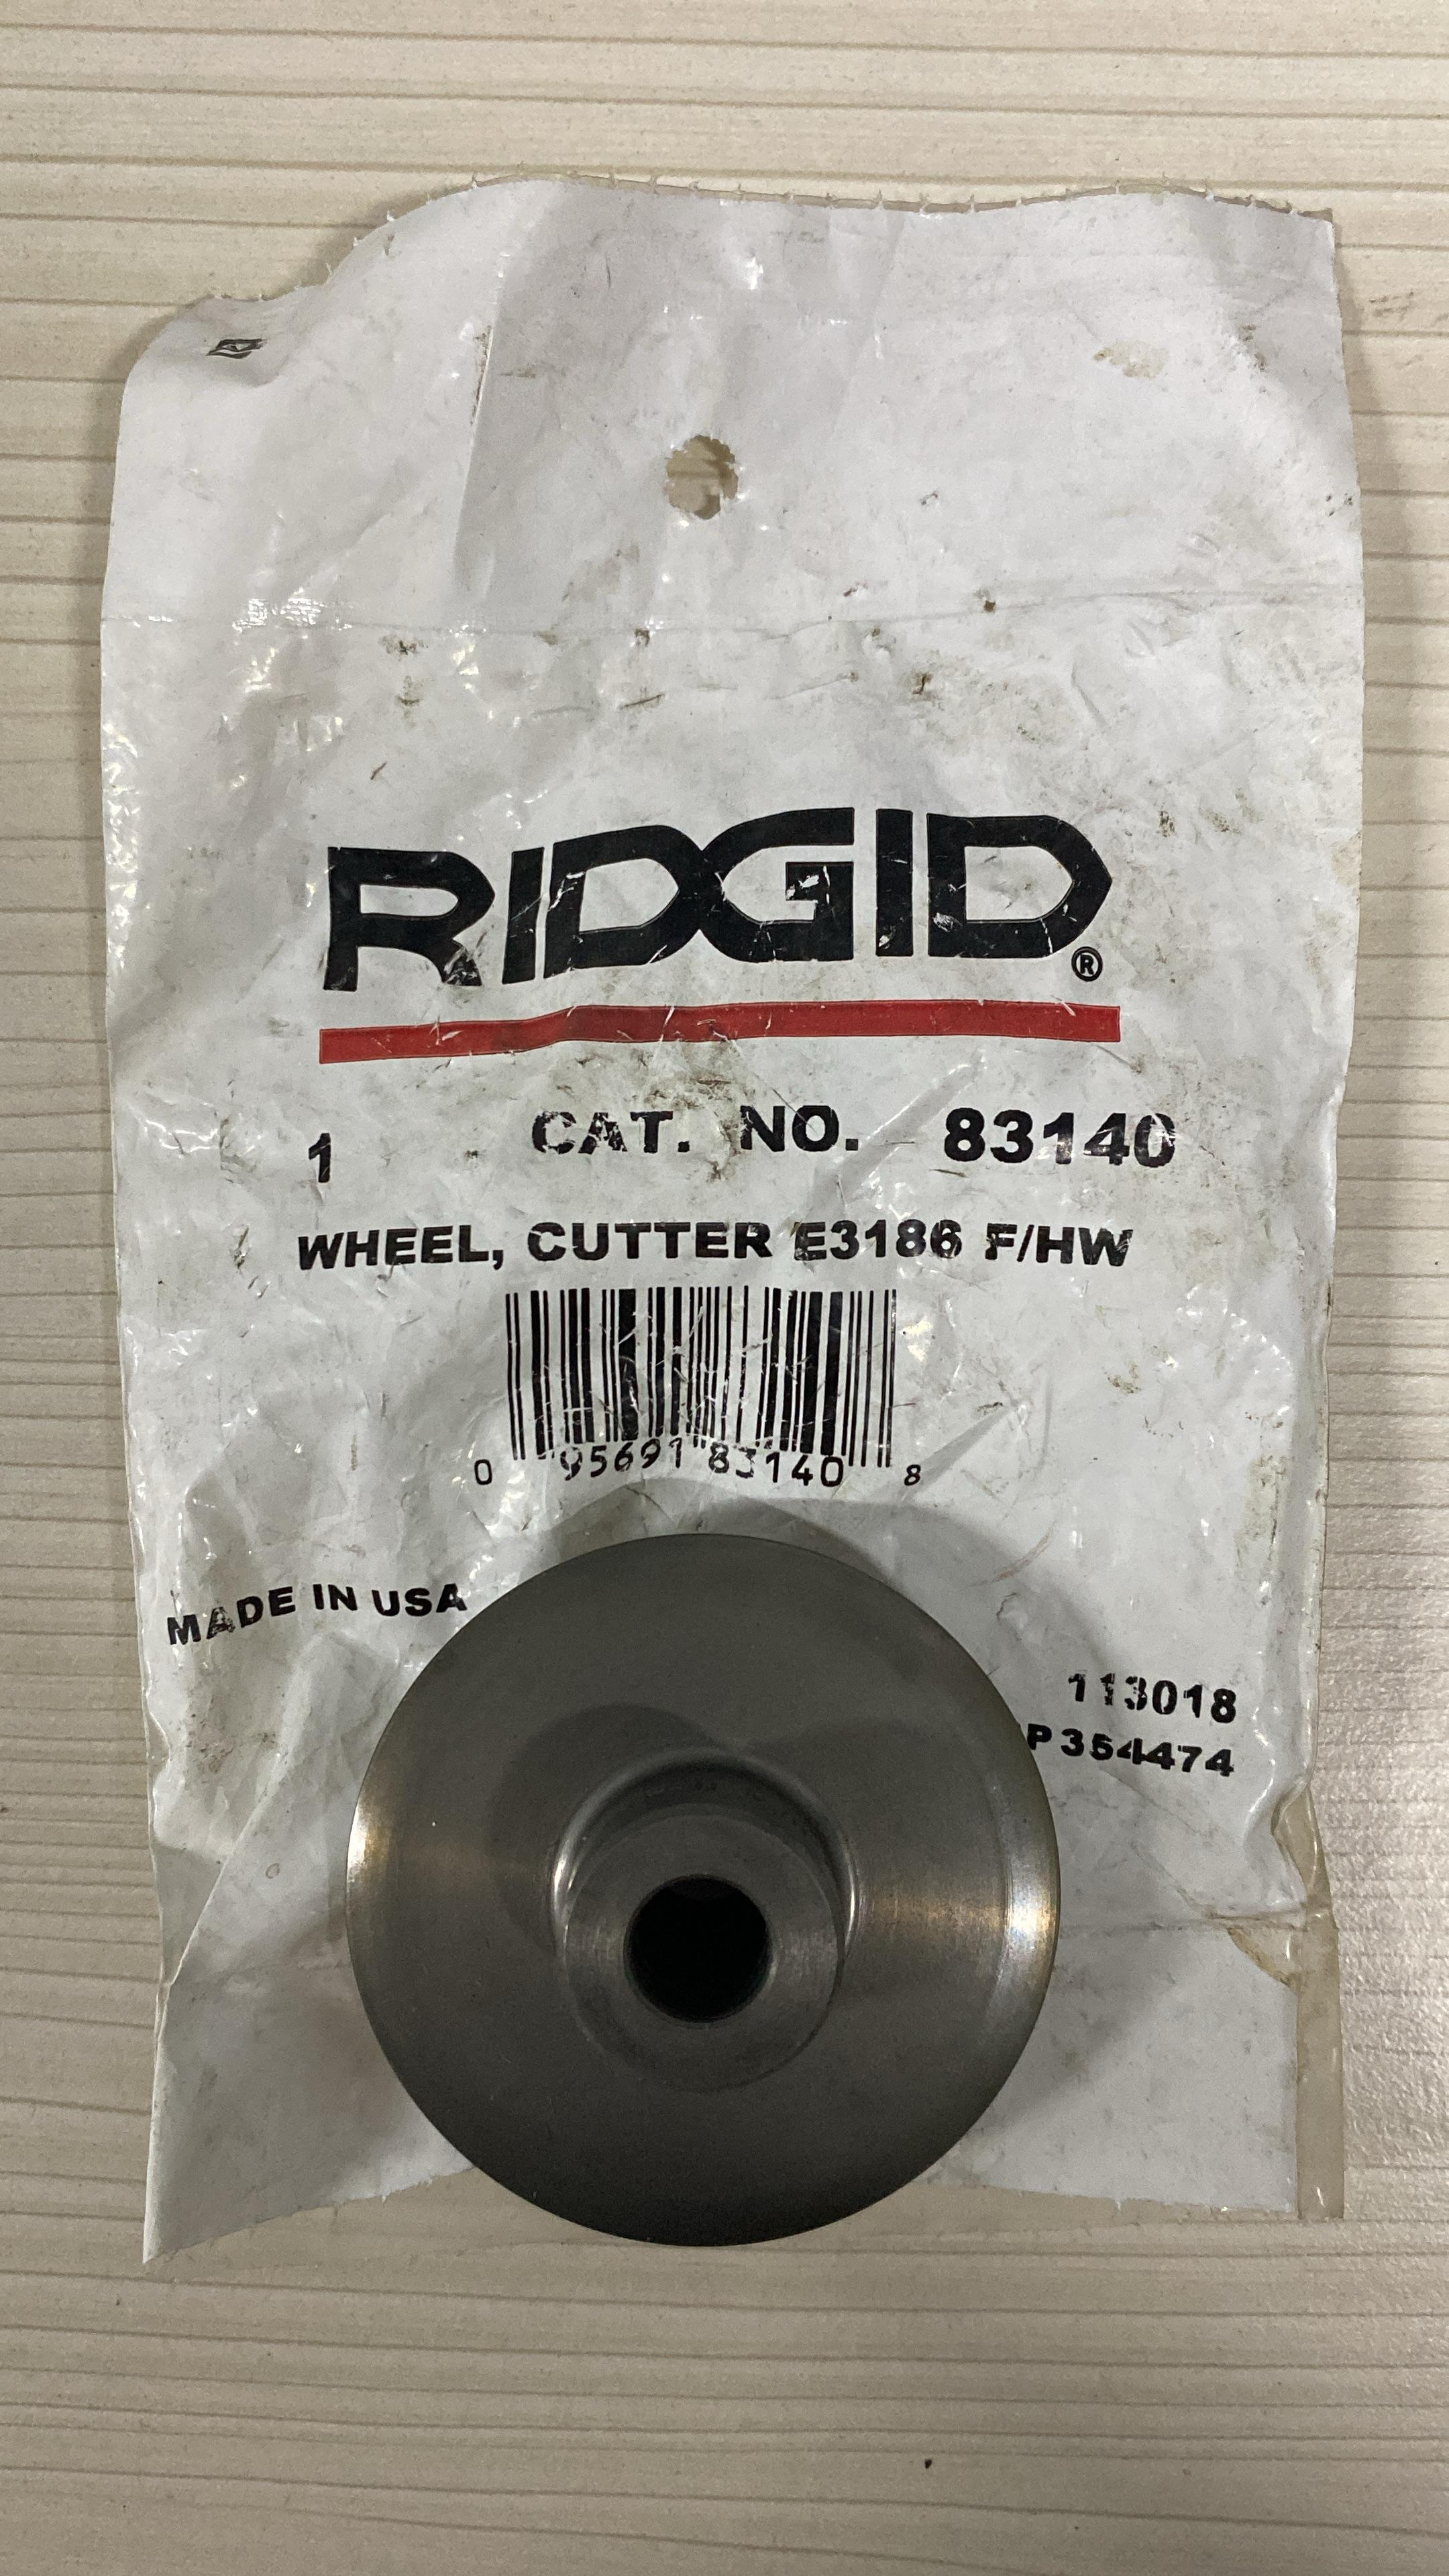 RIDGID®
1 CAT. NO. 83140
WHEEL, CUTTER E3186 F/HW
0 95691 83140 8
MADE IN USA
113018
P354474